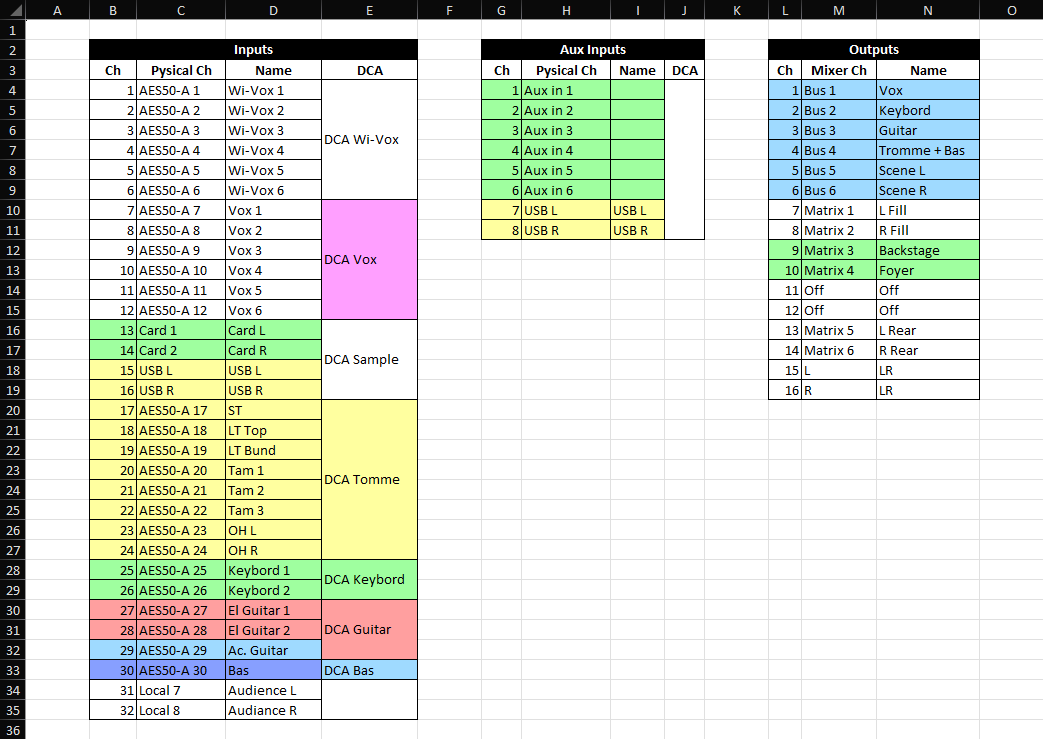 A B C D E F G H I J K L M N O
1
2 Inputs Aux Inputs Outputs
3 Ch Pysical Ch Name DCA Ch Pysical Ch Name DCA Ch Mixer Ch Name
4 1 AES50-A 1 Wi-Vox 1 1 Aux in 1 1 Bus 1 Vox
5 2 AES50-A 2 Wi-Vox 2 2 Aux in 2 2 Bus 2 Keybord
6 3 AES50-A 3 Wi-Vox 3 DCA Wi-Vox 3 Aux in 3 3 Bus 3 Guitar
7 4 AES50-A 4 Wi-Vox 4 4 Aux in 4 4 Bus 4 Tromme + Bas
8 5 AES50-A 5 Wi-Vox 5 5 Aux in 5 5 Bus 5 Scene L
9 6 AES50-A 6 Wi-Vox 6 6 Aux in 6 6 Bus 6 Scene R
10 7 AES50-A 7 Vox 1 7 USB L USB L 7 Matrix 1 L Fill
11 8 AES50-A 8 Vox 2 8 USB R USB R 8 Matrix 2 R Fill
12 9 AES50-A 9 Vox 3 DCA Vox 9 Matrix 3 Backstage
13 10 AES50-A 10 Vox 4 10 Matrix 4 Foyer
14 11 AES50-A 11 Vox 5 11 Off Off
15 12 AES50-A 12 Vox 6 12 Off Off
16 13 Card 1 Card L 13 Matrix 5 L Rear
17 14 Card 2 Card R DCA Sample 14 Matrix 6 R Rear
18 15 USB L USB L 15 L LR
19 16 USB R USB R 16 R LR
20 17 AES50-A 17 ST
21 18 AES50-A 18 LT Top
22 19 AES50-A 19 LT Bund
23 20 AES50-A 20 Tam 1 DCA Tomme
24 21 AES50-A 21 Tam 2
25 22 AES50-A 22 Tam 3
26 23 AES50-A 23 OH L
27 24 AES50-A 24 OH R
28 25 AES50-A 25 Keybord 1 DCA Keybord
29 26 AES50-A 26 Keybord 2
30 27 AES50-A 27 El Guitar 1
31 28 AES50-A 28 El Guitar 2 DCA Guitar
32 29 AES50-A 29 Ac. Guitar
33 30 AES50-A 30 Bas DCA Bas
34 31 Local 7 Audience L
35 32 Local 8 Audiance R
36